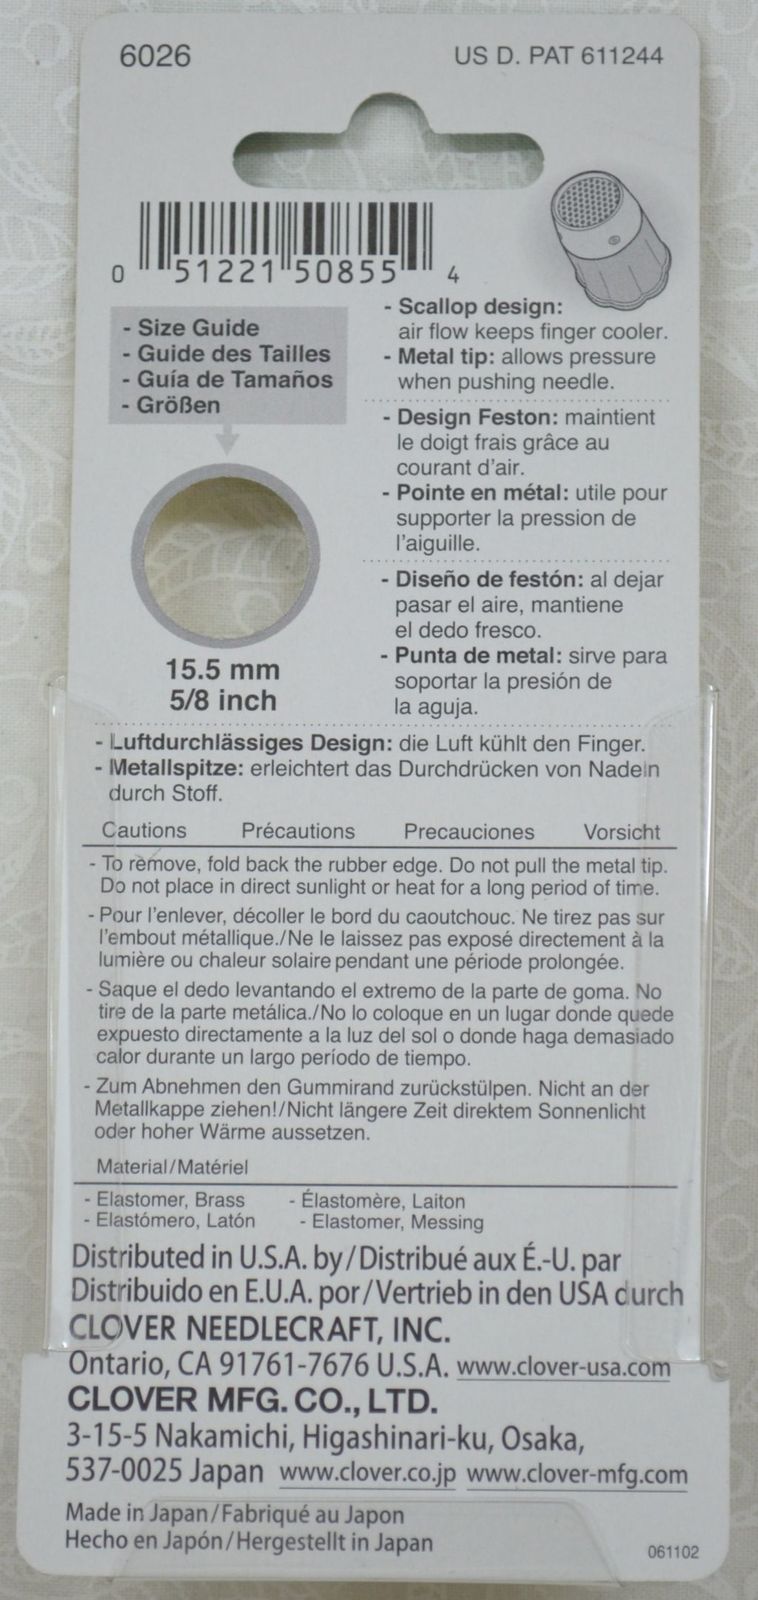 6026
US D. PAT 611244
0 51221 50855 4
- Size Guide
- Guide des Tailles
- Guía de Tamaños
- Größen
15.5 mm
5/8 inch
- Scallop design:
air flow keeps finger cooler.
- Metal tip: allows pressure
when pushing needle.
- Design Feston: maintient
le doigt frais grâce au
courant d'air.
- Pointe en métal: utile pour
supporter la pression de
l'aiguille.
- Diseño de festón: al dejar
pasar el aire, mantiene
el dedo fresco.
- Punta de metal: sirve para
soportar la presión de
la aguja.
- Luftdurchlässiges Design: die Luft kühlt den Finger.
- Metallspitze: erleichtert das Durchdrücken von Nadeln
durch Stoff.
Cautions Précautions Precauciones Vorsicht
- To remove, fold back the rubber edge. Do not pull the metal tip.
Do not place in direct sunlight or heat for a long period of time.
- Pour l'enlever, décoller le bord du caoutchouc. Ne tirez pas sur
l'embout métallique./Ne le laissez pas exposé directement à la
lumière ou chaleur solaire pendant une période prolongée.
- Saque el dedo levantando el extremo de la parte de goma. No
tire de la parte metálica./No lo coloque en un lugar donde quede
expuesto directamente a la luz del sol o donde haga demasiado
calor durante un largo período de tiempo.
- Zum Abnehmen den Gummirand zurückstülpen. Nicht an der
Metallkappe ziehen!/Nicht längere Zeit direktem Sonnenlicht
oder hoher Wärme aussetzen.
Material/Matériel
- Elastomer, Brass - Élastomère, Laiton
- Elastómero, Latón - Elastomer, Messing
Distributed in U.S.A. by/Distribué aux É.-U. par
Distribuido en E.U.A. por/Vertrieb in den USA durch
CLOVER NEEDLECRAFT, INC.
Ontario, CA 91761-7676 U.S.A. www.clover-usa.com
CLOVER MFG. CO., LTD.
3-15-5 Nakamichi, Higashinari-ku, Osaka,
537-0025 Japan www.clover.co.jp www.clover-mfg.com
Made in Japan/Fabriqué au Japon
Hecho en Japón/Hergestellt in Japan
061102